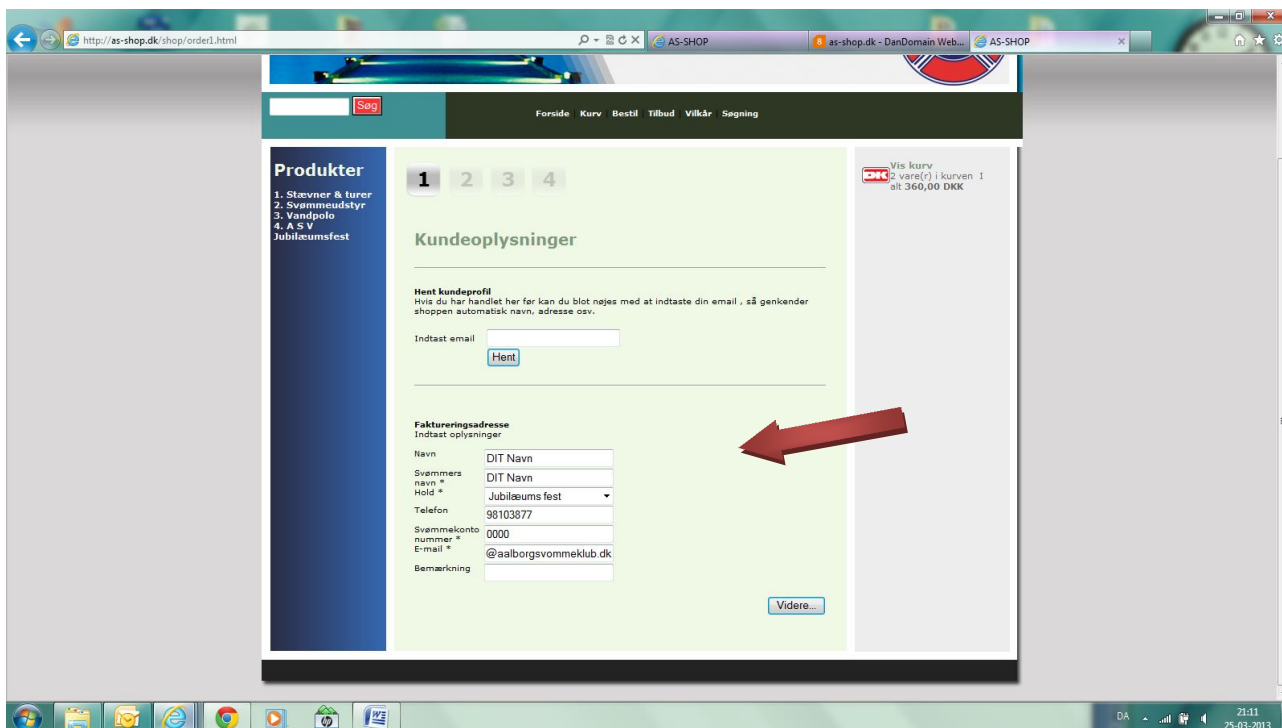 http://as-shop.dk/shop/order1.html
AS-SHOP
as-shop.dk - DanDomain Web...
AS-SHOP
Søg
Forside Kurv Bestil Tilbud Vilkår Søgning
Produkter
1. Stævner & turer
2. Svømmeudstyr
3. Vandpolo
4. A S V
Jubilæumsfest
1 2 3 4
DK
Vis kurv
2 vare(r) i kurven I
alt 360,00 DKK
Kundeoplysninger
Hent kundeprofil
Hvis du har handlet her før kan du blot nøjes med at indtaste din email , så genkender
shoppen automatisk navn, adresse osv.
Indtast email
Hent
Faktureringsadresse
Indtast oplysninger
Navn DIT Navn
Svømmers
navn * DIT Navn
Hold * Jubilæums fest
Telefon 98103877
Svømmekonto
nummer * 0000
E-mail * @aalborgsvommeklub.dk
Bemærkning
Videre...
DA
21:11
25-03-2013